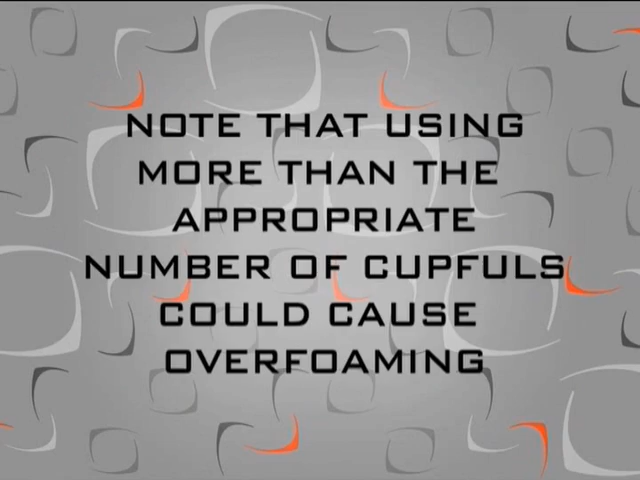 NOTE THAT USING
MORE THAN THE
APPROPRIATE
NUMBER OF CUPFULS
COULD CAUSE
OVERFOAMING